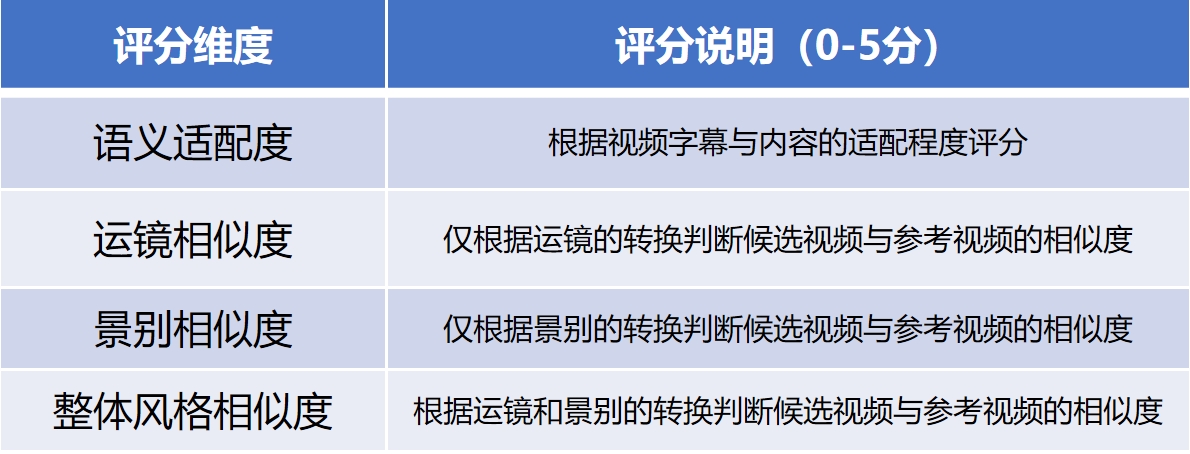 评分维度
评分说明（0-5分）
语义适配度
根据视频字幕与内容的适配程度评分
运镜相似度
仅根据运镜的转换判断候选视频与参考视频的相似度
景别相似度
仅根据景别的转换判断候选视频与参考视频的相似度
整体风格相似度
根据运镜和景别的转换判断候选视频与参考视频的相似度